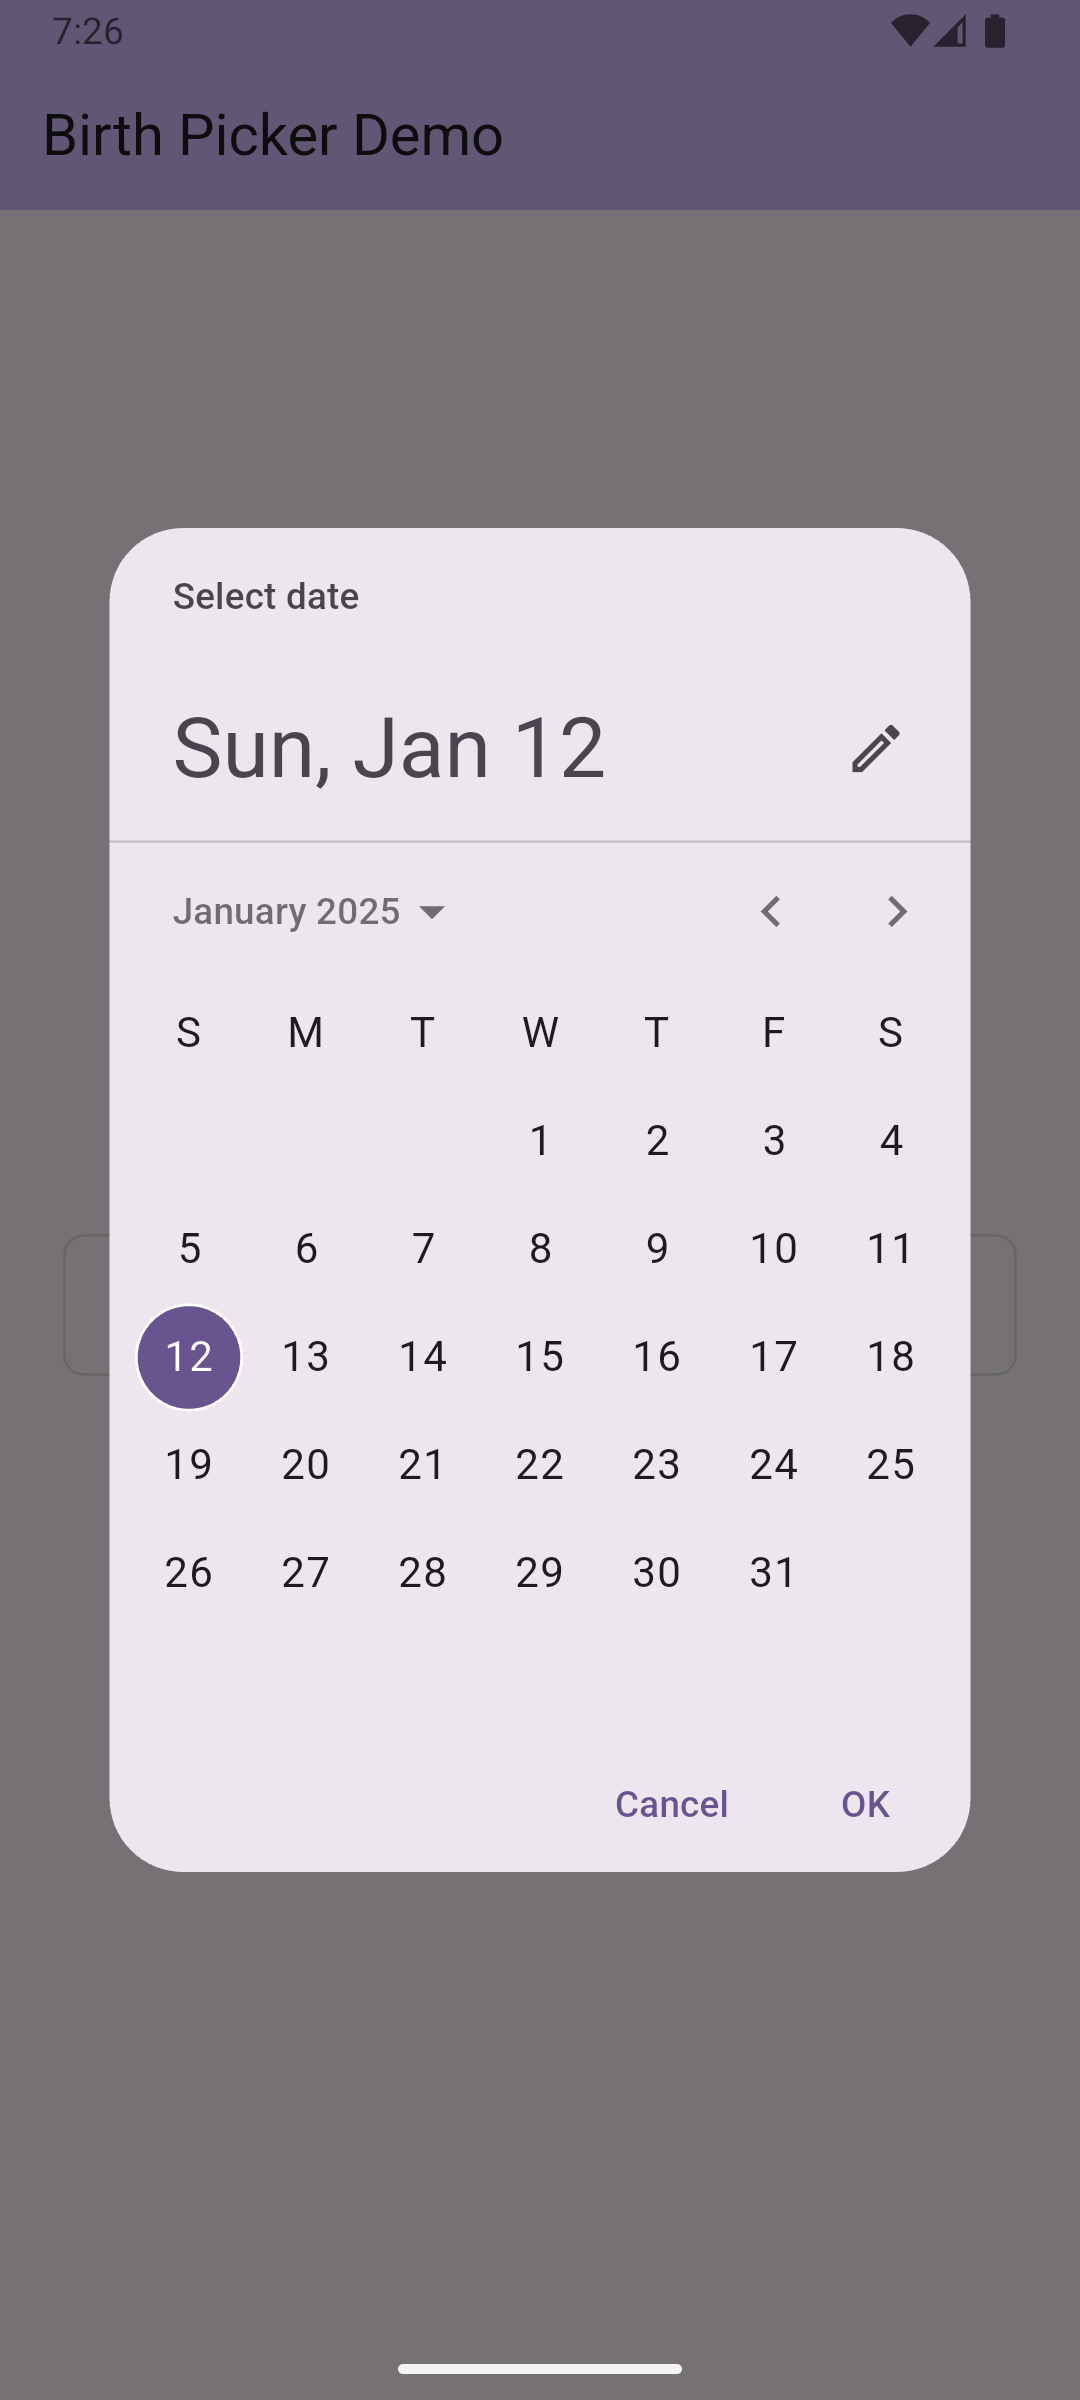 7:26
Birth Picker Demo
Select date
Sun, Jan 12
January 2025
S M T W T F S
1 2 3 4
5 6 7 8 9 10 11
12 13 14 15 16 17 18
19 20 21 22 23 24 25
26 27 28 29 30 31
Cancel OK